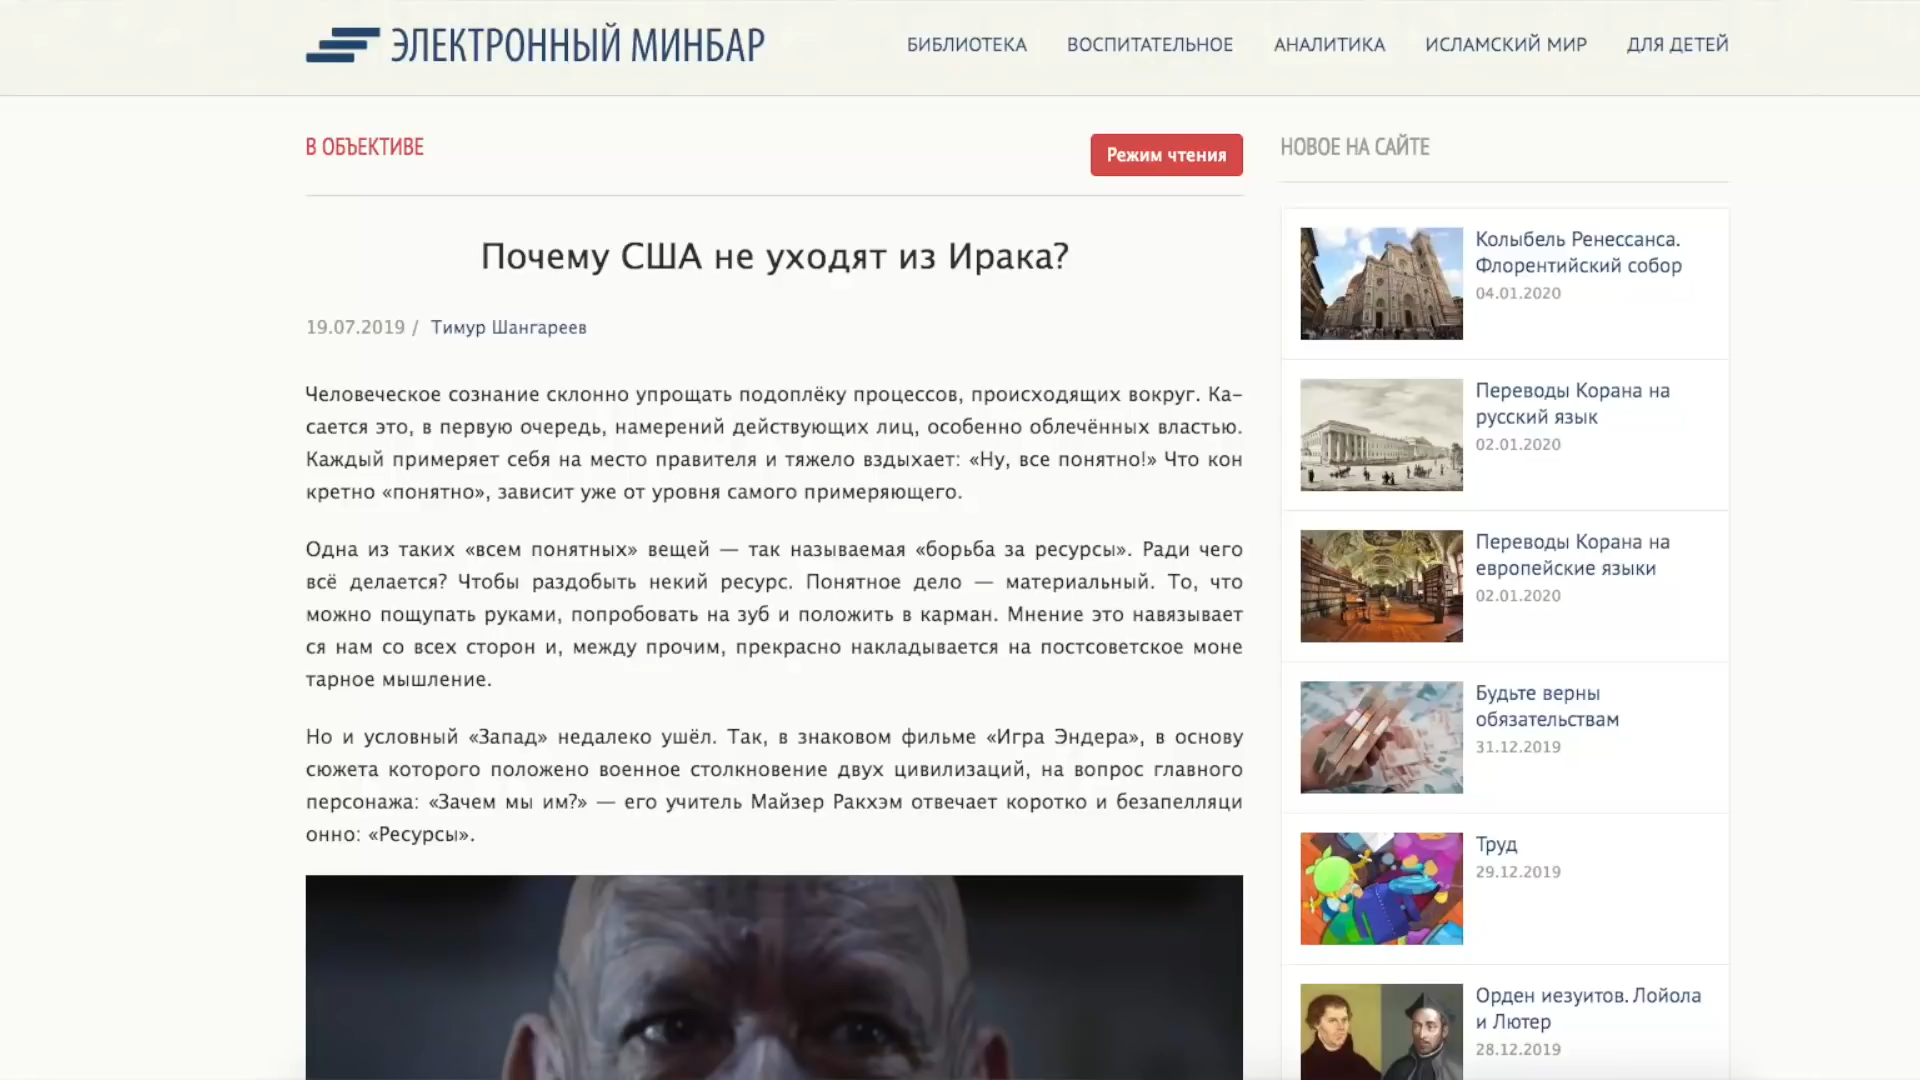 ЭЛЕКТРОННЫЙ МИНБАР
БИБЛИОТЕКА
ВОСПИТАТЕЛЬНОЕ
АНАЛИТИКА
ИСЛАМСКИЙ МИР
ДЛЯ ДЕТЕЙ
В ОБЪЕКТИВЕ
Режим чтения
Почему США не уходят из Ирака?
19.07.2019 / Тимур Шангареев
Человеческое сознание склонно упрощать подоплёку процессов, происходящих вокруг. Ка-
сается это, в первую очередь, намерений действующих лиц, особенно облечённых властью.
Каждый примеряет себя на место правителя и тяжело вздыхает: «Ну, все понятно!» Что кон
кретно «понятно», зависит уже от уровня самого примеряющего.
Одна из таких «всем понятных» вещей — так называемая «борьба за ресурсы». Ради чего
всё делается? Чтобы раздобыть некий ресурс. Понятное дело — материальный. То, что
можно пощупать руками, попробовать на зуб и положить в карман. Мнение это навязывает
ся нам со всех сторон и, между прочим, прекрасно накладывается на постсоветское моне
тарное мышление.
Но и условный «Запад» недалеко ушёл. Так, в знаковом фильме «Игра Эндера», в основу
сюжета которого положено военное столкновение двух цивилизаций, на вопрос главного
персонажа: «Зачем мы им?» — его учитель Майзер Ракхэм отвечает коротко и безапелляци
онно: «Ресурсы».
НОВОЕ НА САЙТЕ
Колыбель Ренессанса.
Флорентийский собор
04.01.2020
Переводы Корана на
русский язык
02.01.2020
Переводы Корана на
европейские языки
02.01.2020
Будьте верны
обязательствам
31.12.2019
Труд
29.12.2019
Орден иезуитов. Лойола
и Лютер
28.12.2019